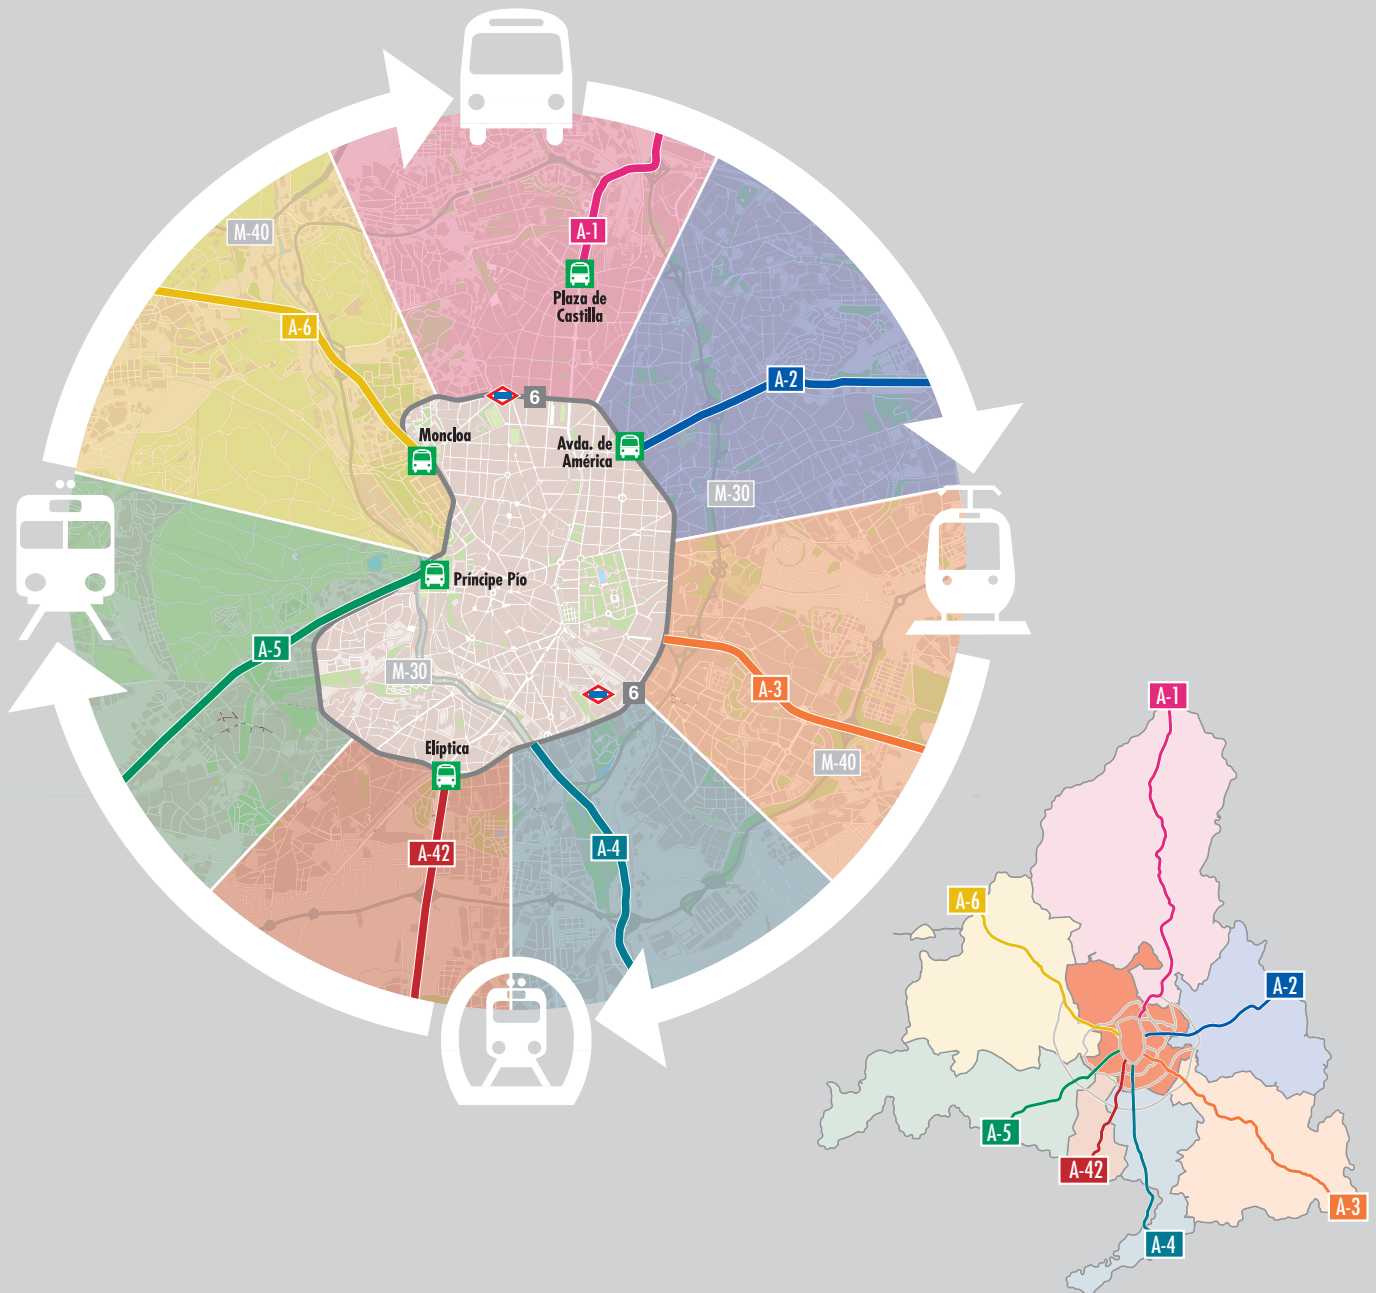 M-40
A-1
Plaza de
Castilla
A-6
A-2
6
Moncloa
Avda. de
América
M-30
Príncipe Pío
A-5
M-30
A-3
6
Elíptica
M-40
A-42
A-4
A-1
A-6
A-2
A-5
A-42
A-3
A-4